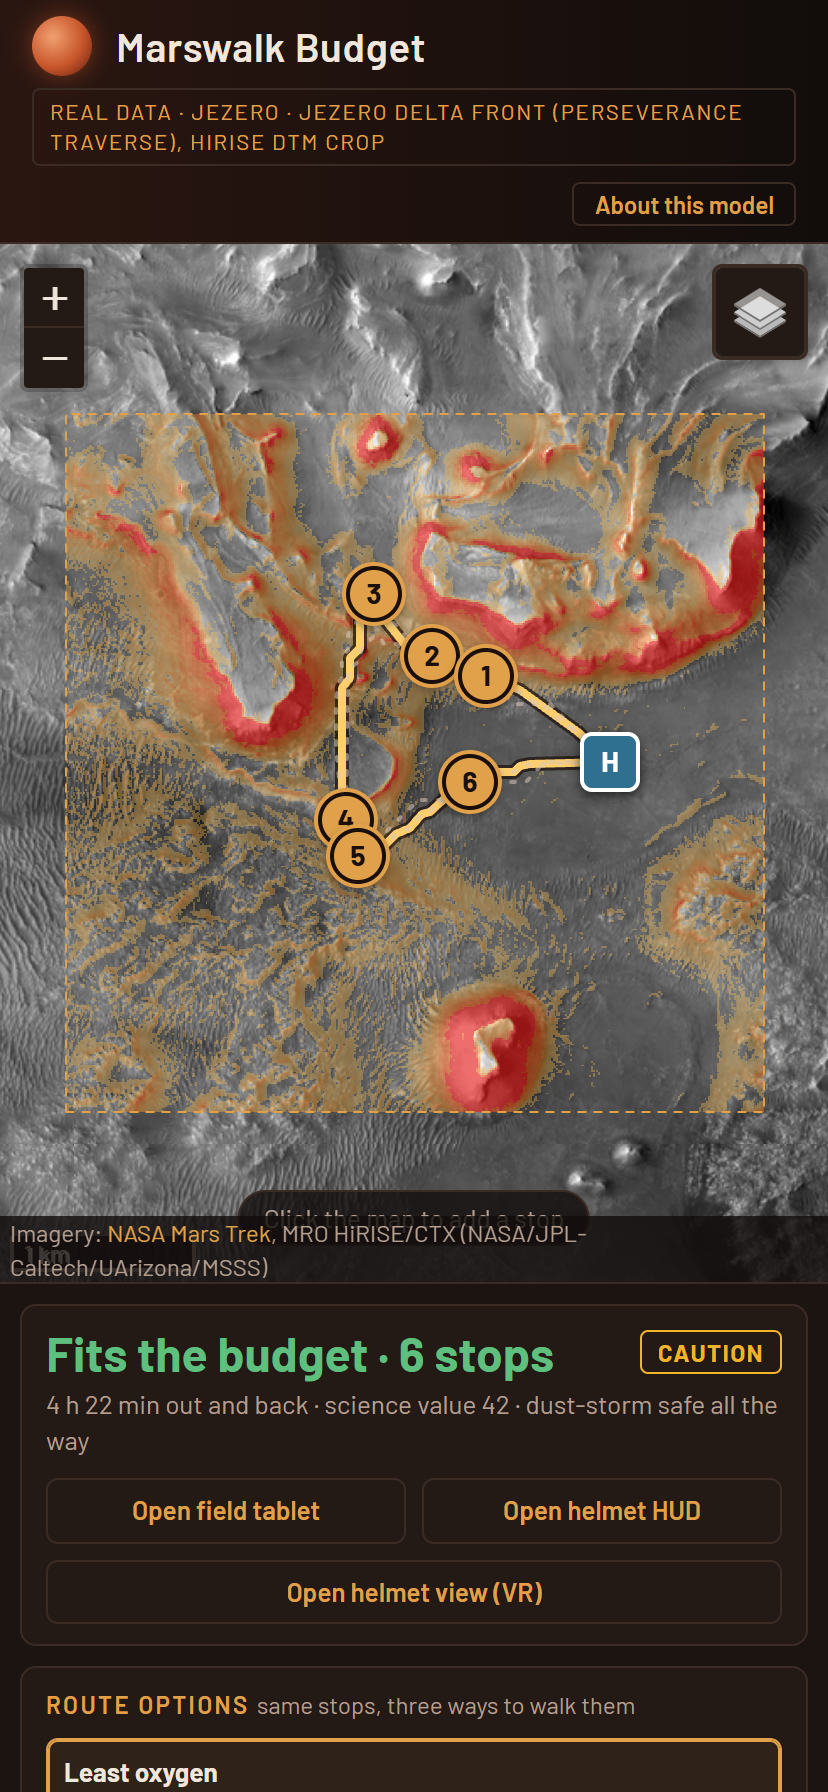 Marswalk Budget
REAL DATA · JEZERO · JEZERO DELTA FRONT (PERSEVERANCE
TRAVERSE), HIRISE DTM CROP
About this model
+
−
3
2
1
H
6
4
5
Click the map to add a stop
Imagery: NASA Mars Trek, MRO HiRISE/CTX (NASA/JPL-
Caltech/UArizona/MSSS)
1 km
Fits the budget · 6 stops
CAUTION
4 h 22 min out and back · science value 42 · dust-storm safe all the
way
Open field tablet
Open helmet HUD
Open helmet view (VR)
ROUTE OPTIONS same stops, three ways to walk them
Least oxygen